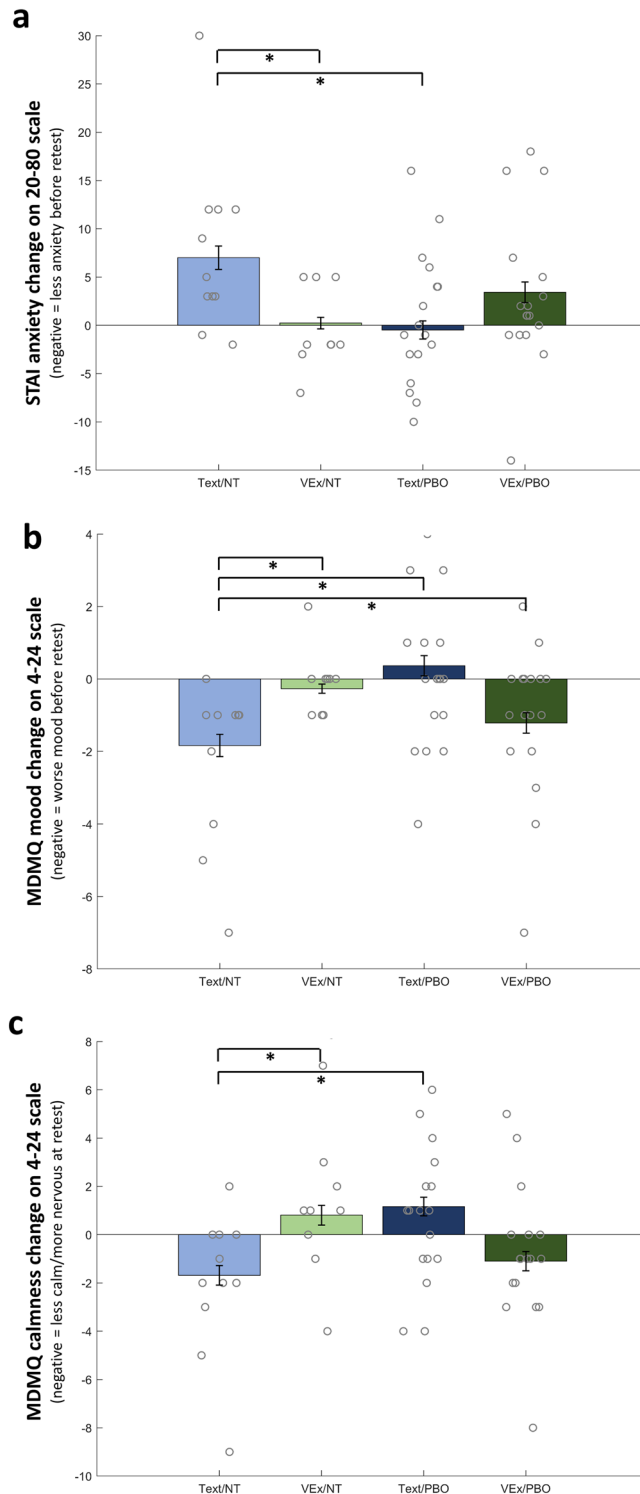 a
STAI anxiety change on 20-80 scale
(negative = less anxiety before retest)
30
25
20
15
10
5
0
-5
-10
-15
*
*
Text/NT VEx/NT Text/PBO VEx/PBO
b
MDMQ mood change on 4-24 scale
(negative = worse mood before retest)
4
2
0
-2
-4
-6
-8
*
*
*
Text/NT VEx/NT Text/PBO VEx/PBO
c
MDMQ calmness change on 4-24 scale
(negative = less calm/more nervous at retest)
8
6
4
2
0
-2
-4
-6
-8
-10
*
*
Text/NT VEx/NT Text/PBO VEx/PBO